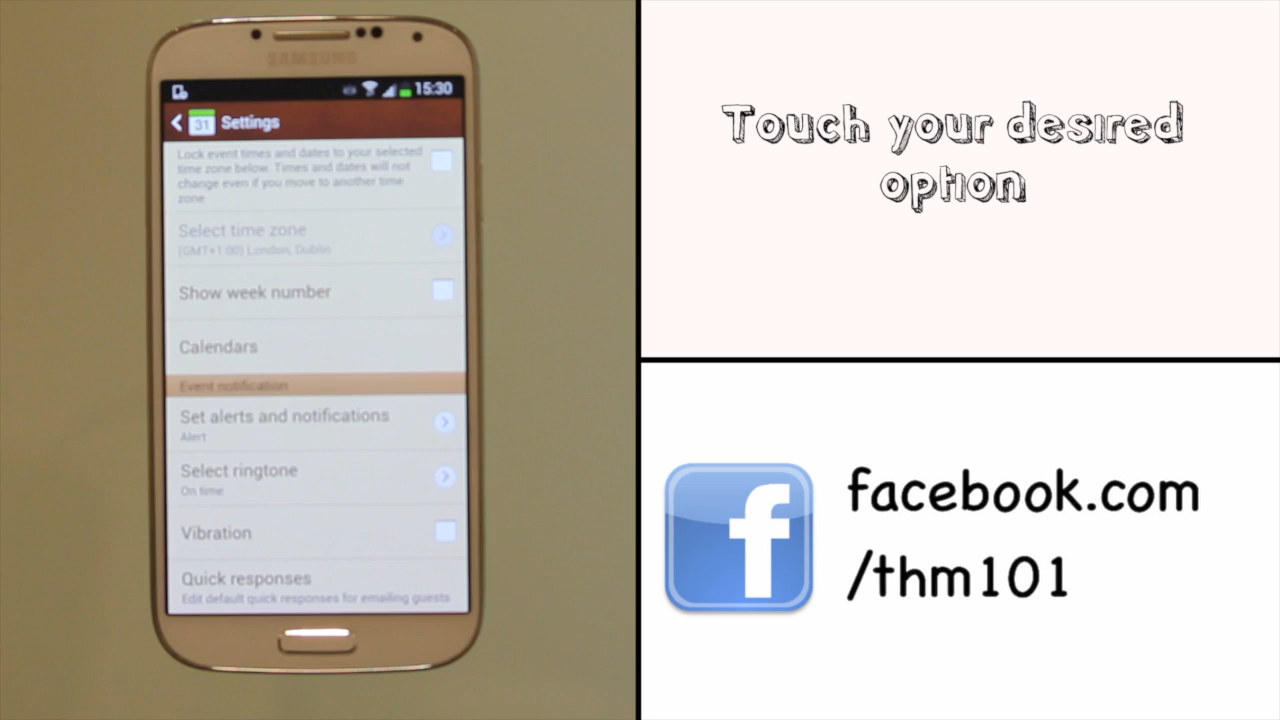 SAMSUNG
15:30
31 Settings
Lock event times and dates to your selected
time zone below. Times and dates will not
change even if you move to another time
zone
Select time zone
(GMT+1:00) London, Dublin
Show week number
Calendars
Event notification
Set alerts and notifications
Alert
Select ringtone
On time
Vibration
Quick responses
Edit default quick responses for emailing guests
Touch your desired
option
f
facebook.com
/thm101